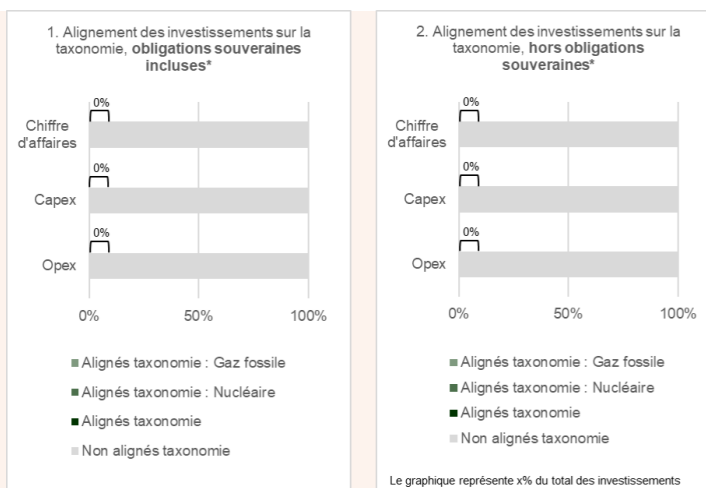 1. Alignement des investissements sur la
taxonomie, obligations souveraines
incluses*
0%
Chiffre
d'affaires
0%
Capex
0%
Opex
0%
50%
100%
Alignés taxonomie : Gaz fossile
Alignés taxonomie : Nucléaire
Alignés taxonomie
Non alignés taxonomie
2. Alignement des investissements sur la
taxonomie, hors obligations
souveraines*
0%
Chiffre
d'affaires
0%
Capex
0%
Opex
0%
50%
100%
Alignés taxonomie : Gaz fossile
Alignés taxonomie : Nucléaire
Alignés taxonomie
Non alignés taxonomie
Le graphique représente x% du total des investissements